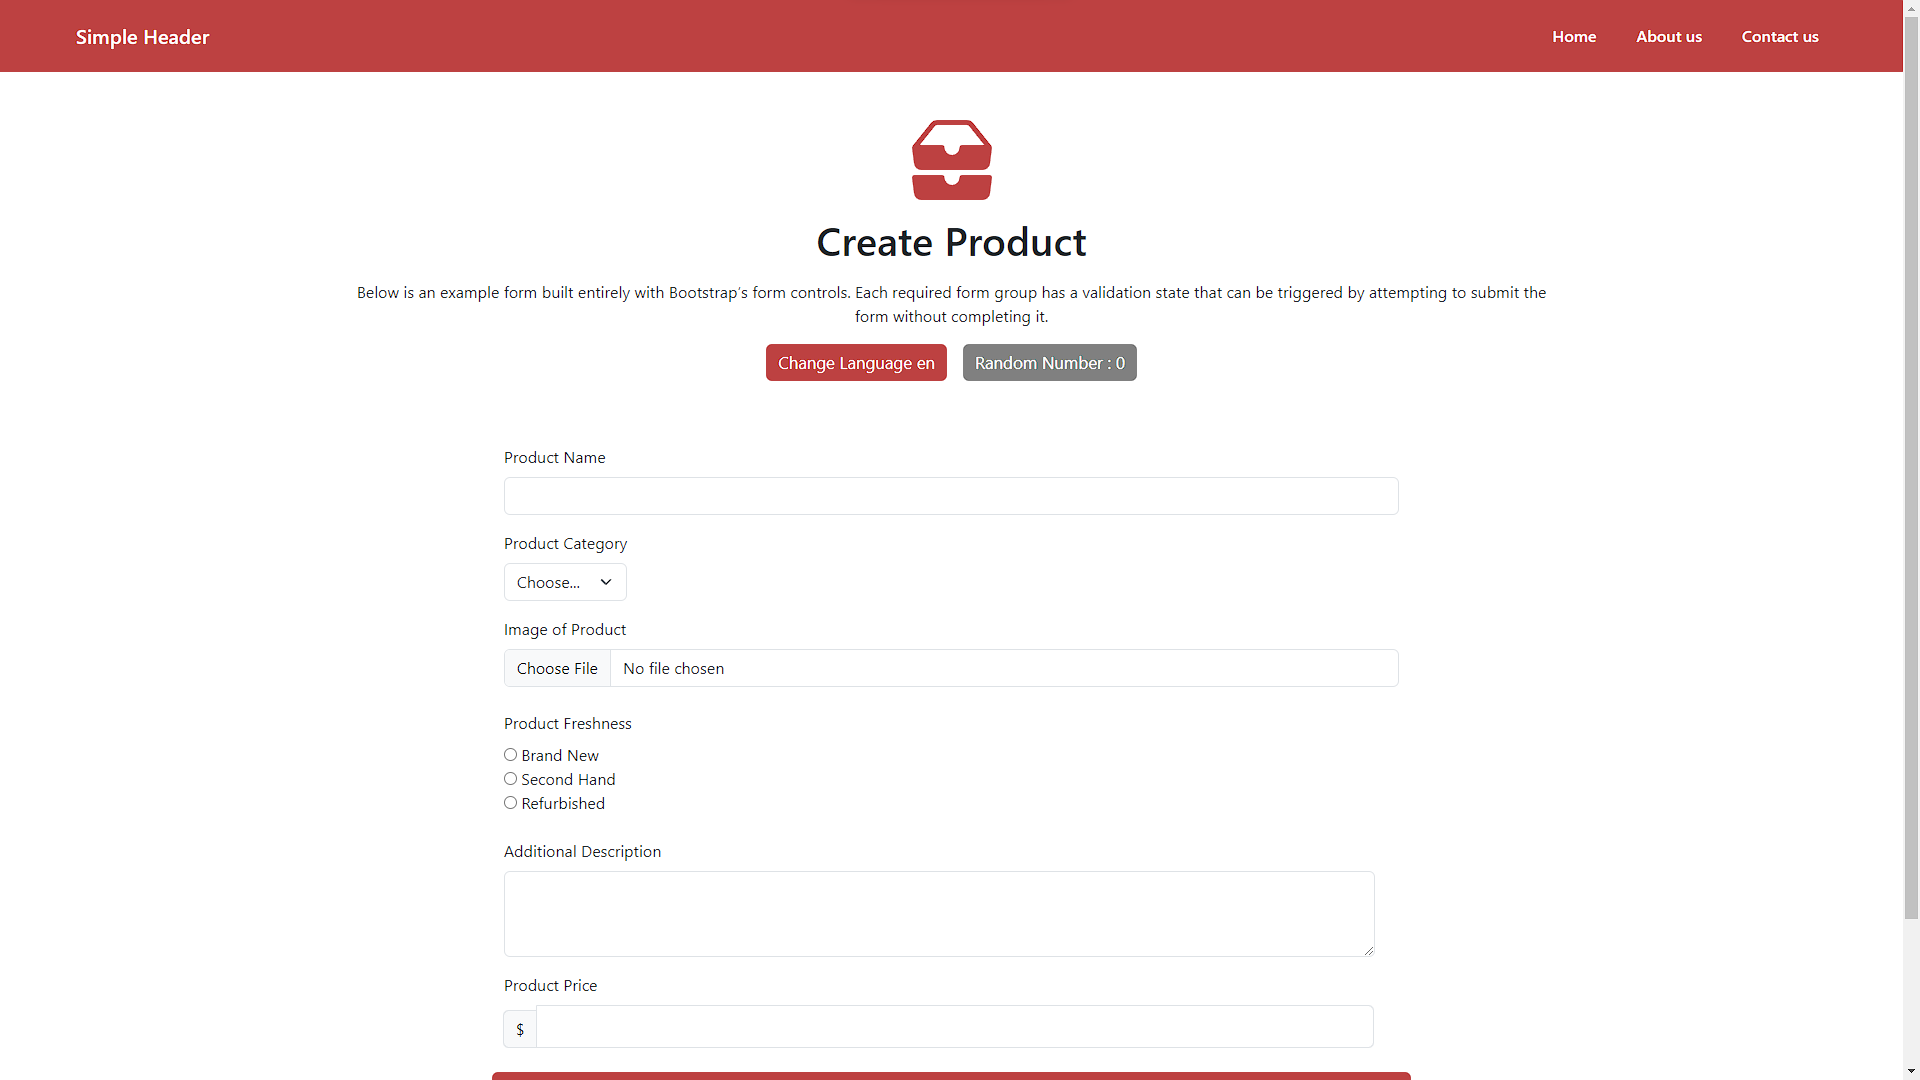 Simple Header
Home
About us
Contact us
Create Product
Below is an example form built entirely with Bootstrap’s form controls. Each required form group has a validation state that can be triggered by attempting to submit the
form without completing it.
Change Language en
Random Number : 0
Product Name
Product Category
Choose...
Image of Product
Choose File
No file chosen
Product Freshness
Brand New
Second Hand
Refurbished
Additional Description
Product Price
$